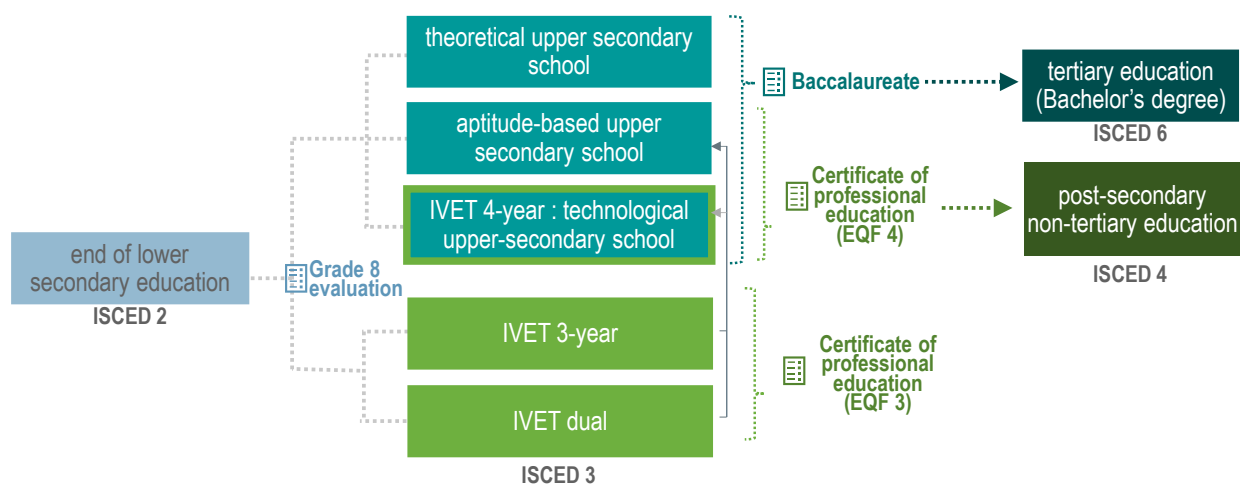 theoretical upper secondary
school
aptitude-based upper
secondary school
IVET 4-year : technological
upper-secondary school
end of lower
secondary education
ISCED 2
Grade 8
evaluation
IVET 3-year
IVET dual
ISCED 3
Baccalaureate
Certificate of
professional
education
(EQF 4)
Certificate of
professional
education
(EQF 3)
tertiary education
(Bachelor's degree)
ISCED 6
post-secondary
non-tertiary education
ISCED 4